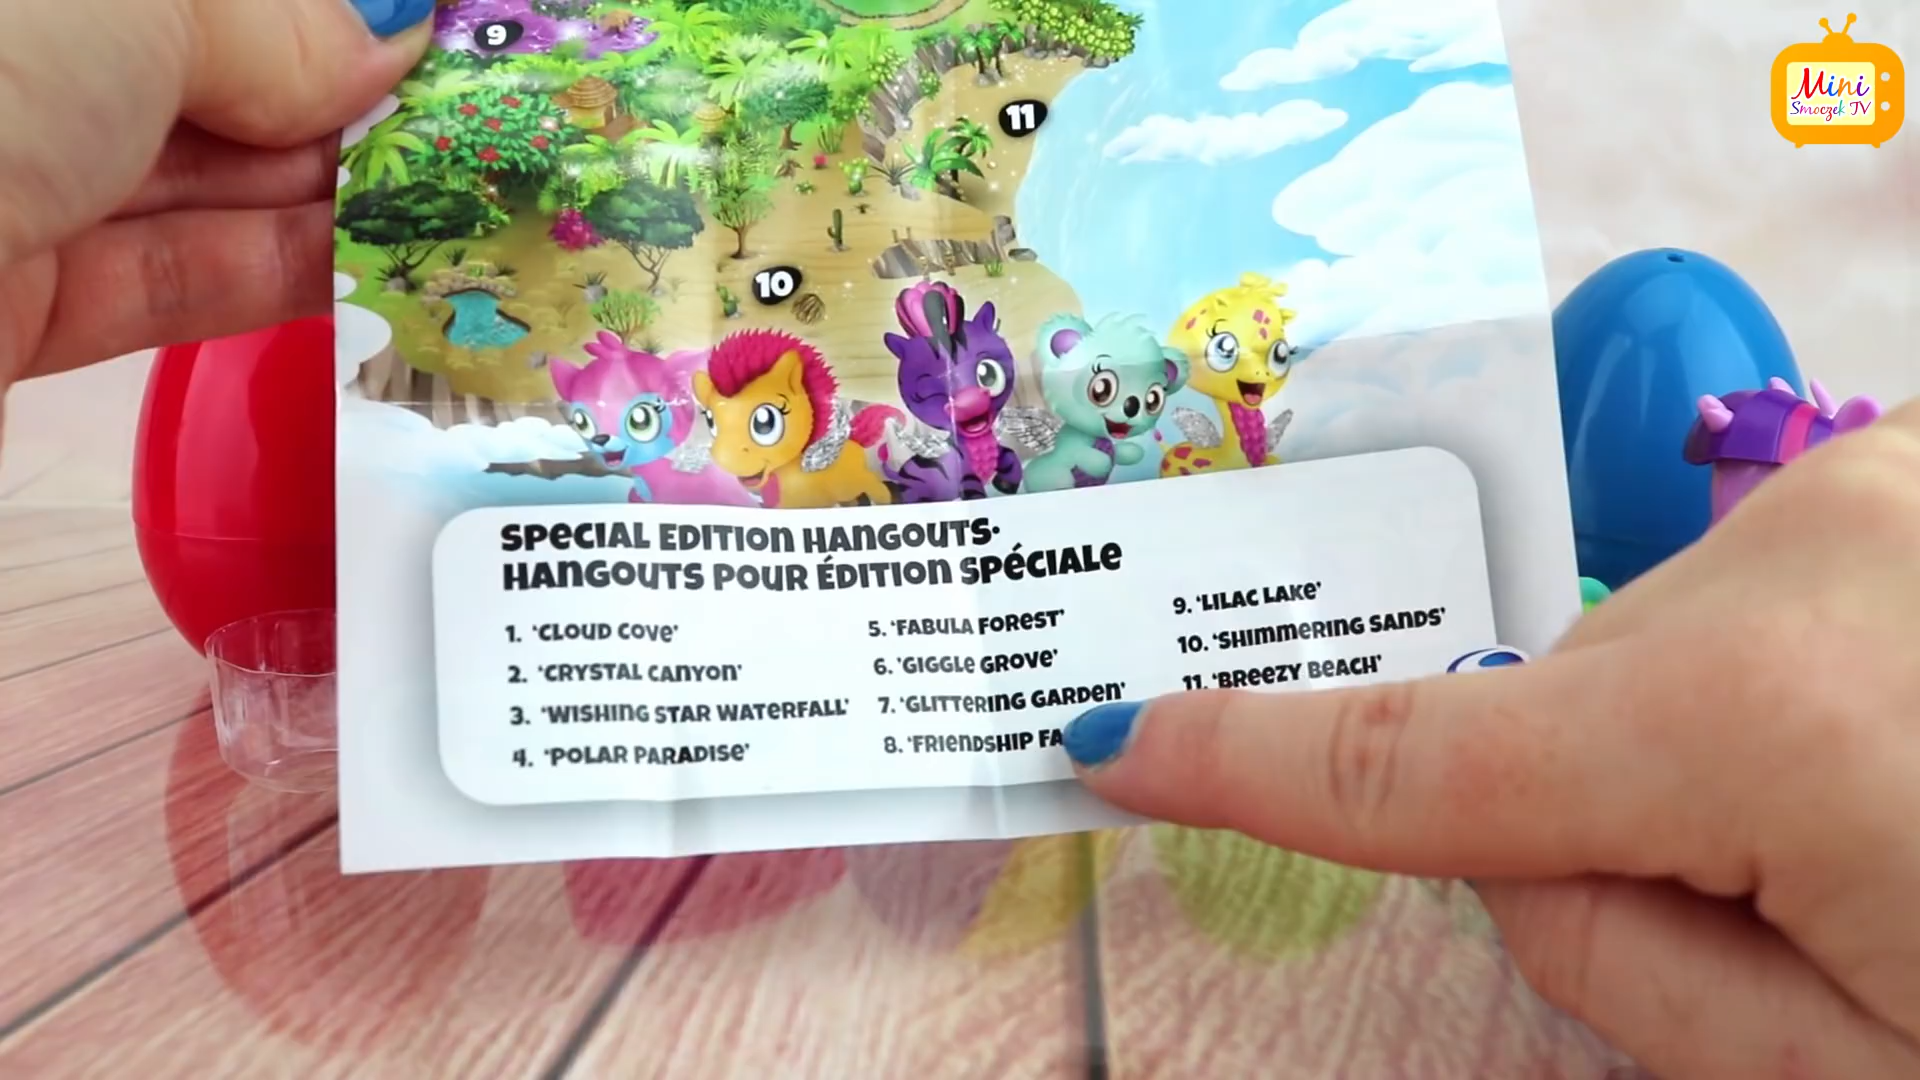 9
11
10
Mini
Smoczek TV
SPECIAL EDITION HANGOUTS•
HANGOUTS POUR ÉDITION SPÉCIALE
1. ‘CLOUD COVE’
2. ‘CRYSTAL CANYON’
3. ‘WISHING STAR WATERFALL’
4. ‘POLAR PARADISE’
5. ‘FABULA FOREST’
6. ‘GIGGLE GROVE’
7. ‘GLITTERING GARDEN’
8. ‘FRIENDSHIP
9. ‘LILAC LAKE’
10. ‘SHIMMERING SANDS’
11. ‘BREEZY BEACH’